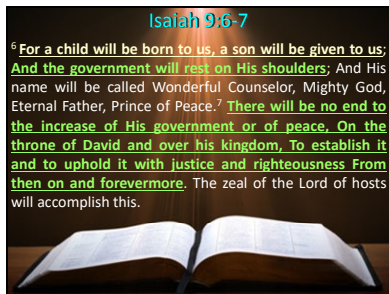 Isaiah 9:6-7
6 For a child will be born to us, a son will be given to us;
And the government will rest on His shoulders; And His
name will be called Wonderful Counselor, Mighty God,
Eternal Father, Prince of Peace.7 There will be no end to
the increase of His government or of peace, On the
throne of David and over his kingdom, To establish it
and to uphold it with justice and righteousness From
then on and forevermore. The zeal of the Lord of hosts
will accomplish this.